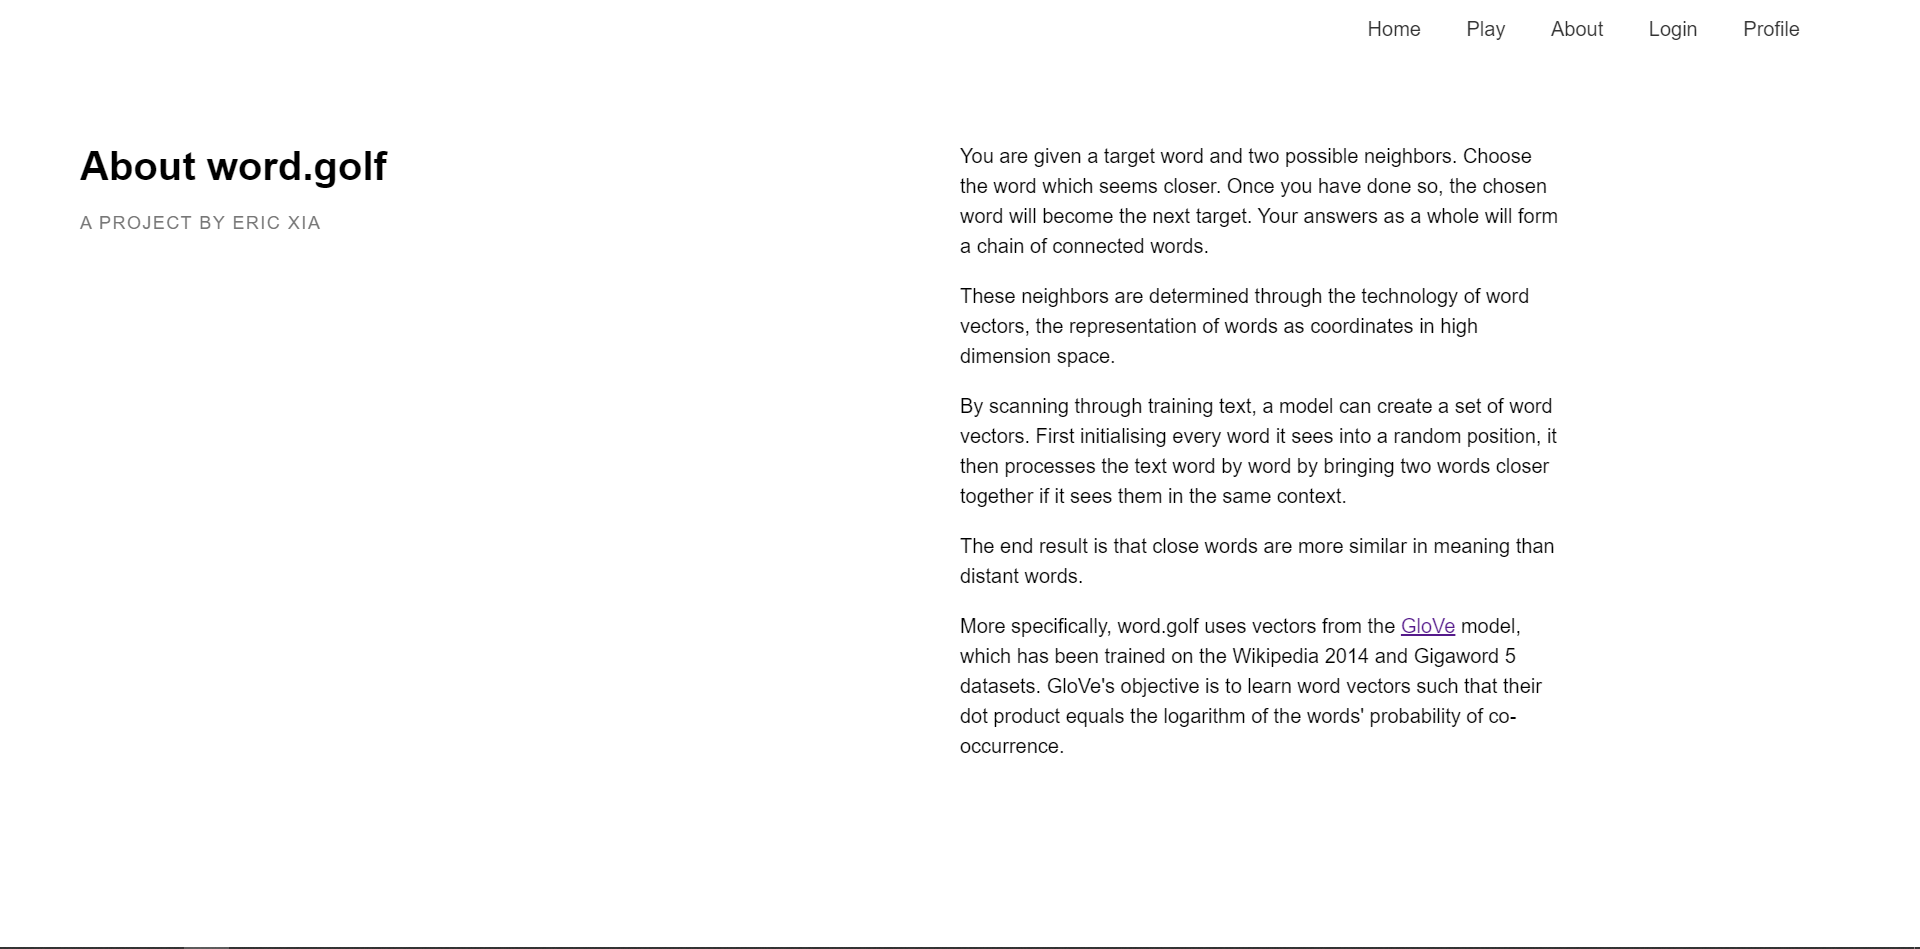 Home Play About Login Profile
About word.golf
A PROJECT BY ERIC XIA
You are given a target word and two possible neighbors. Choose
the word which seems closer. Once you have done so, the chosen
word will become the next target. Your answers as a whole will form
a chain of connected words.
These neighbors are determined through the technology of word
vectors, the representation of words as coordinates in high
dimension space.
By scanning through training text, a model can create a set of word
vectors. First initialising every word it sees into a random position, it
then processes the text word by word by bringing two words closer
together if it sees them in the same context.
The end result is that close words are more similar in meaning than
distant words.
More specifically, word.golf uses vectors from the GloVe model,
which has been trained on the Wikipedia 2014 and Gigaword 5
datasets. GloVe's objective is to learn word vectors such that their
dot product equals the logarithm of the words' probability of co-
occurrence.